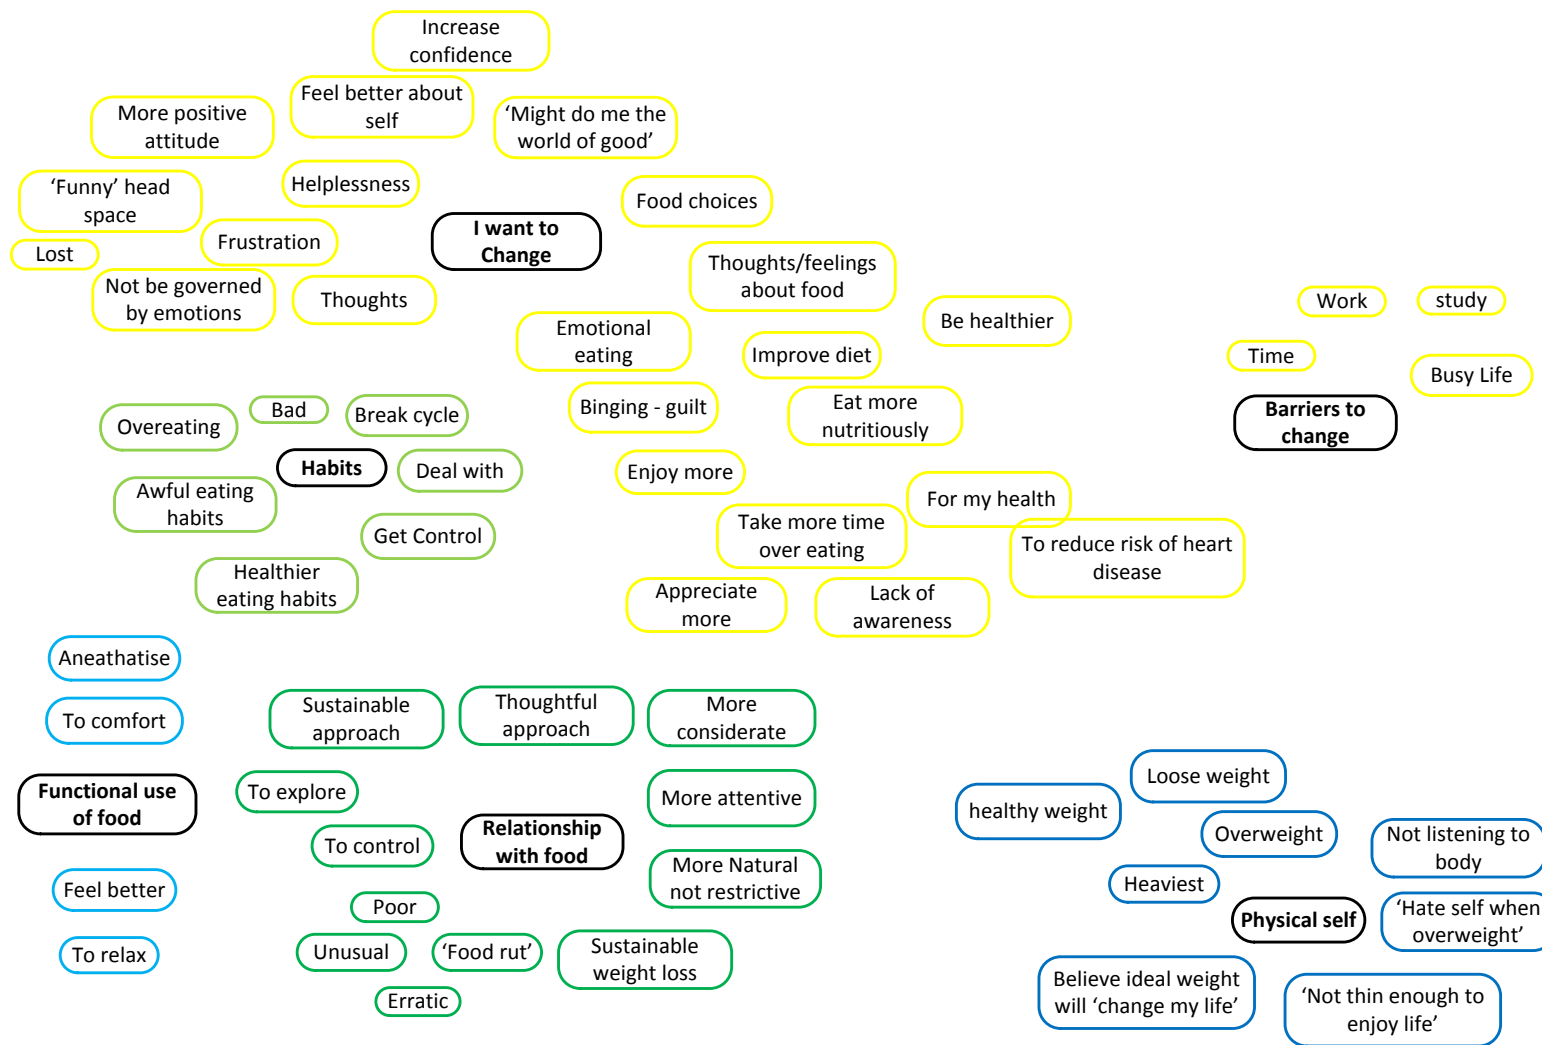 Increase
confidence
Feel better about
self
More positive
attitude
‘Might do me the
world of good’
‘Funny’ head
space
Helplessness
Food choices
I want to
Change
Frustration
Lost
Not be governed
by emotions
Thoughts
Thoughts/feelings
about food
Be healthier
Emotional
eating
Improve diet
Binging - guilt
Eat more
nutritiously
Enjoy more
For my health
Take more time
over eating
To reduce risk of heart
disease
Appreciate
more
Lack of
awareness
Work
study
Time
Busy Life
Barriers to
change
Bad
Break cycle
Overeating
Habits
Deal with
Awful eating
habits
Get Control
Healthier
eating habits
Aneathatise
To comfort
Functional use
of food
Feel better
To relax
Sustainable
approach
Thoughtful
approach
More
considerate
To explore
More attentive
To control
Relationship
with food
More Natural
not restrictive
Poor
Unusual
‘Food rut’
Sustainable
weight loss
Erratic
Loose weight
healthy weight
Overweight
Not listening to
body
Heaviest
Physical self
‘Hate self when
overweight’
Believe ideal weight
will ‘change my life’
‘Not thin enough to
enjoy life’